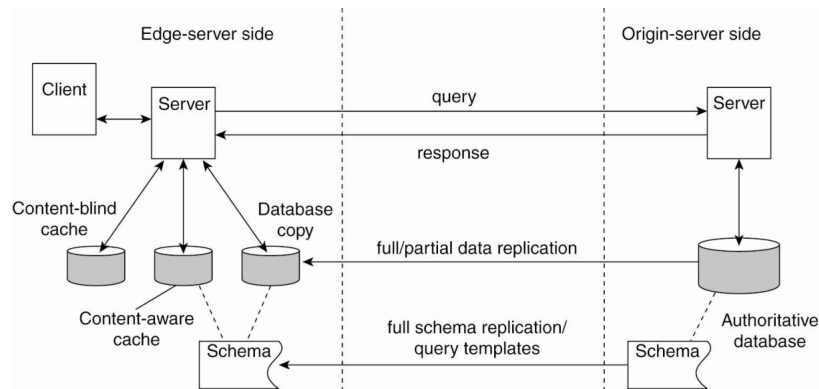 Edge-server side
Origin-server side
Client
Server
Server
query
response
Content-blind
cache
Database
copy
full/partial data replication
Content-aware
cache
full schema replication/
query templates
Authoritative
database
Schema
Schema